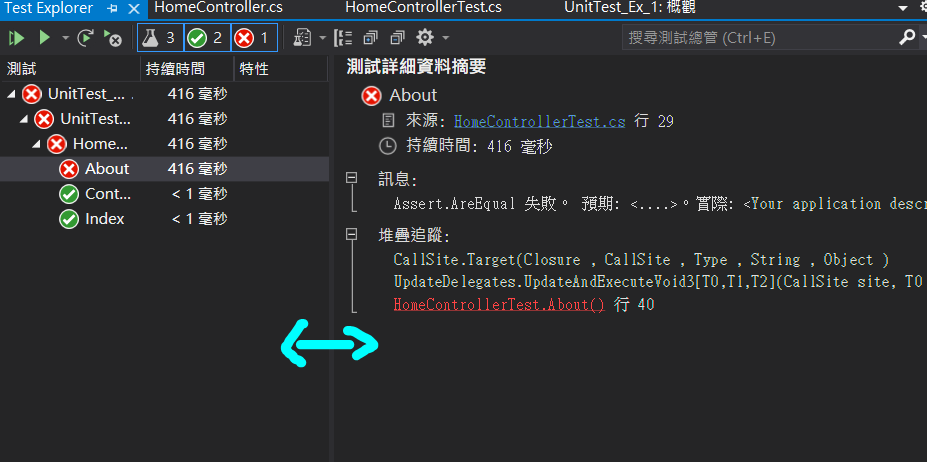 Test Explorer
HomeController.cs
HomeControllerTest.cs
UnitTest_Ex_1: 概觀
3
2
1
搜尋測試總管 (Ctrl+E)
測試 持續時間 特性
UnitTest_... 416 毫秒
UnitTest... 416 毫秒
Home... 416 毫秒
About 416 毫秒
Cont... < 1 毫秒
Index < 1 毫秒
測試詳細資料摘要
About
來源: HomeControllerTest.cs 行 29
持續時間: 416 毫秒
訊息:
Assert.AreEqual 失敗。 預期: <....>。實際: <Your application descr
堆疊追蹤:
CallSite.Target(Closure , CallSite , Type , String , Object )
UpdateDelegates.UpdateAndExecuteVoid3[T0,T1,T2](CallSite site, T0
HomeControllerTest.About() 行 40